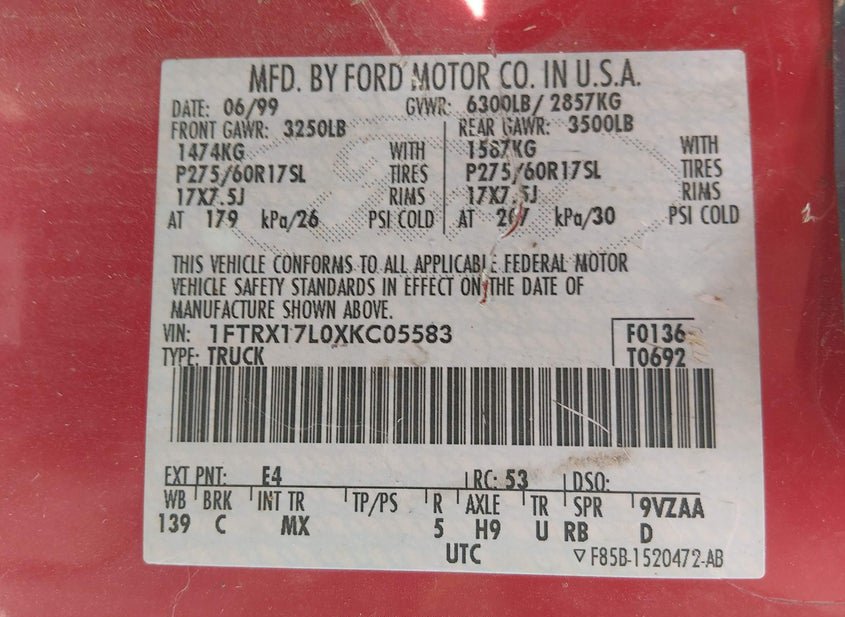 MFD. BY FORD MOTOR CO. IN U.S.A.
DATE: 06/99 GVWR: 6300LB/ 2857KG
FRONT GAWR: 3250LB REAR GAWR: 3500LB
1474KG WITH 1587KG WITH
P275/60R17SL TIRES P275/60R17SL TIRES
17X7.5J RIMS 17X7.5J RIMS
AT 179 kPa/26 PSI COLD AT 207 kPa/30 PSI COLD
THIS VEHICLE CONFORMS TO ALL APPLICABLE FEDERAL MOTOR
VEHICLE SAFETY STANDARDS IN EFFECT ON THE DATE OF
MANUFACTURE SHOWN ABOVE.
VIN: 1FTRX17L0XKC05583 F0136
TYPE: TRUCK T0692
EXT PNT: E4 RC: 53 DSO:
WB BRK INT TR TP/PS R AXLE TR SPR 9VZAA
139 C MX 5 H9 U RB D
UTC ▽ F85B-1520472-AB